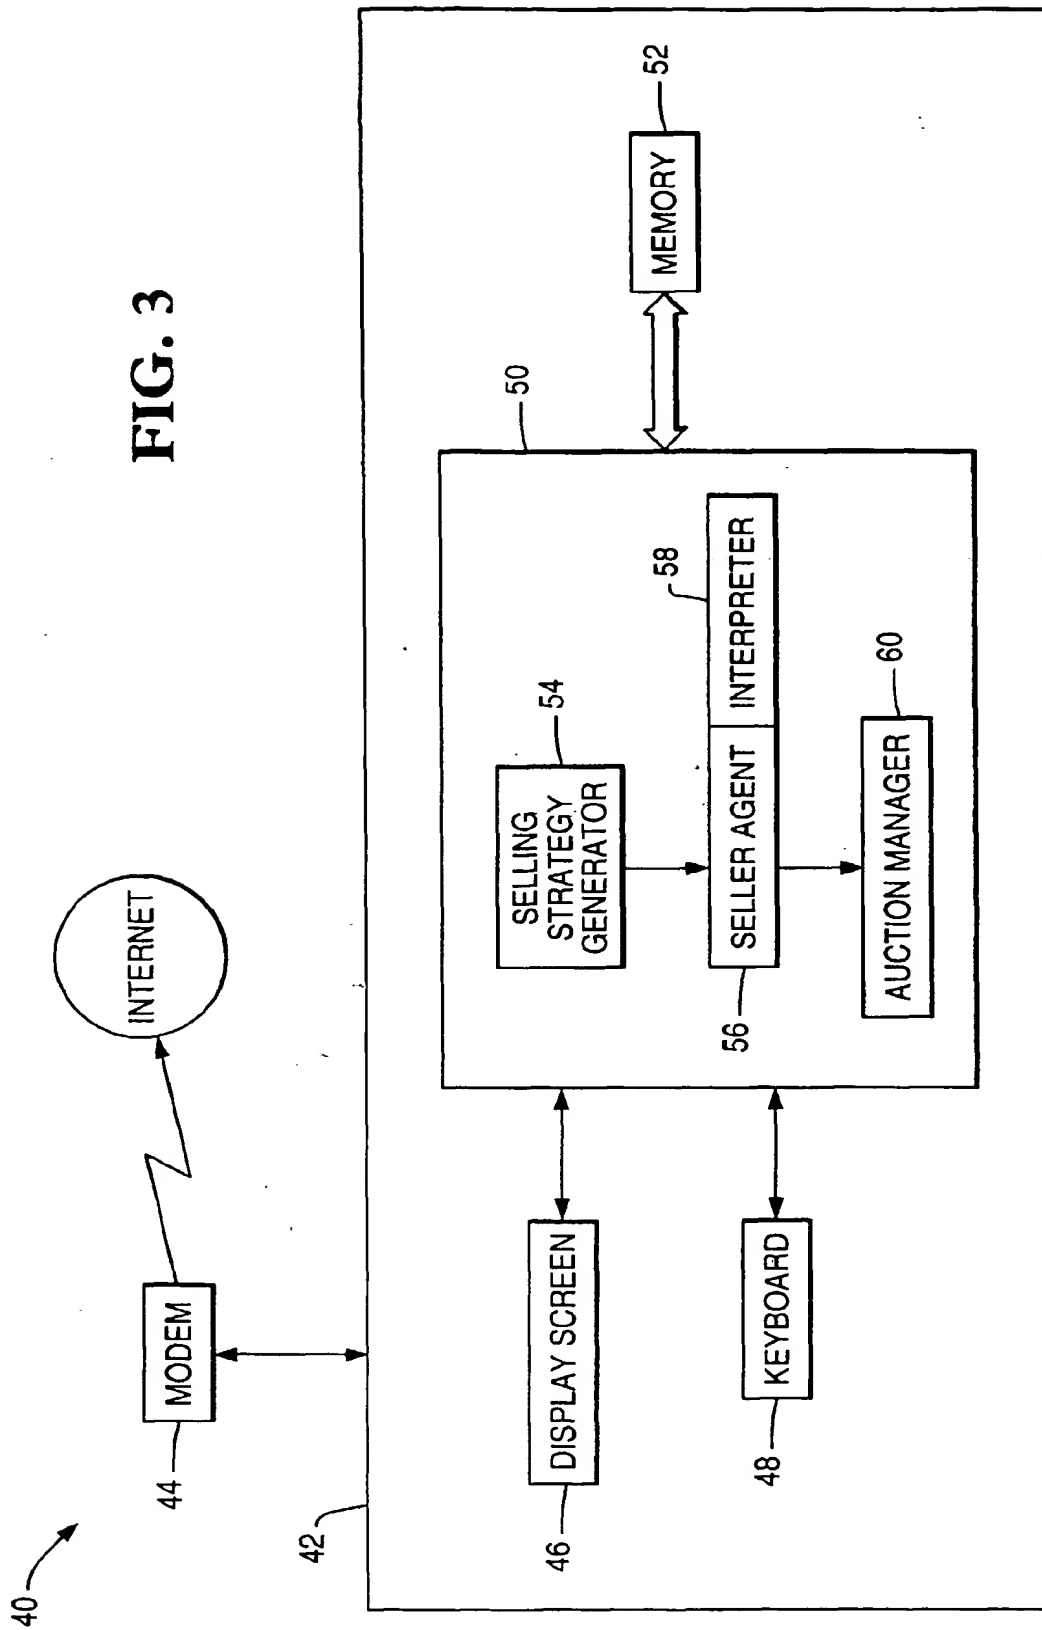 FIG. 3
40
44
MODEM
INTERNET
42
50
46
DISPLAY SCREEN
SELLING
STRATEGY
GENERATOR
54
52
MEMORY
56
SELLER AGENT
INTERPRETER
58
48
KEYBOARD
AUCTION MANAGER
60